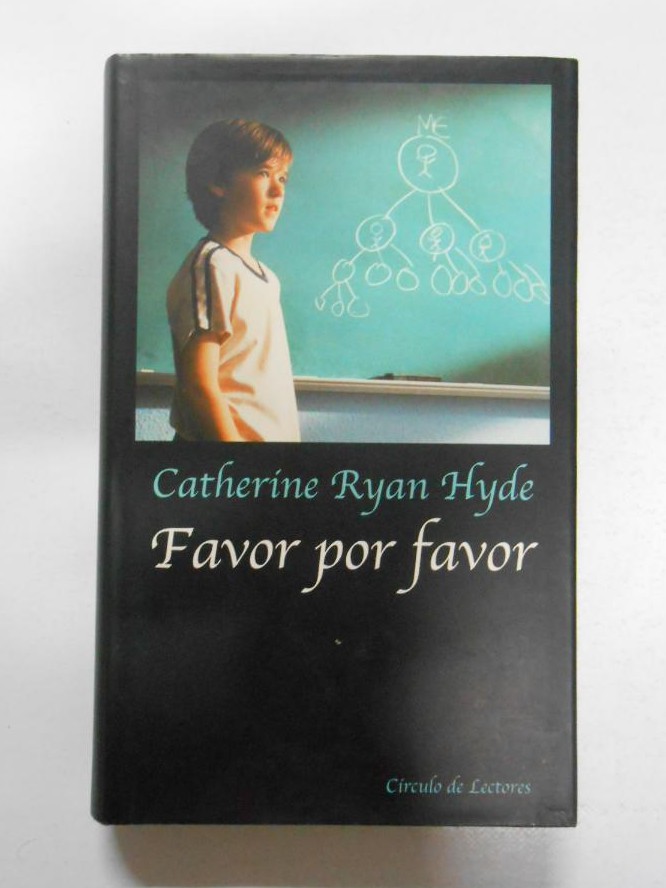 ME
Catherine Ryan Hyde
Favor por favor
Círculo de Lectores